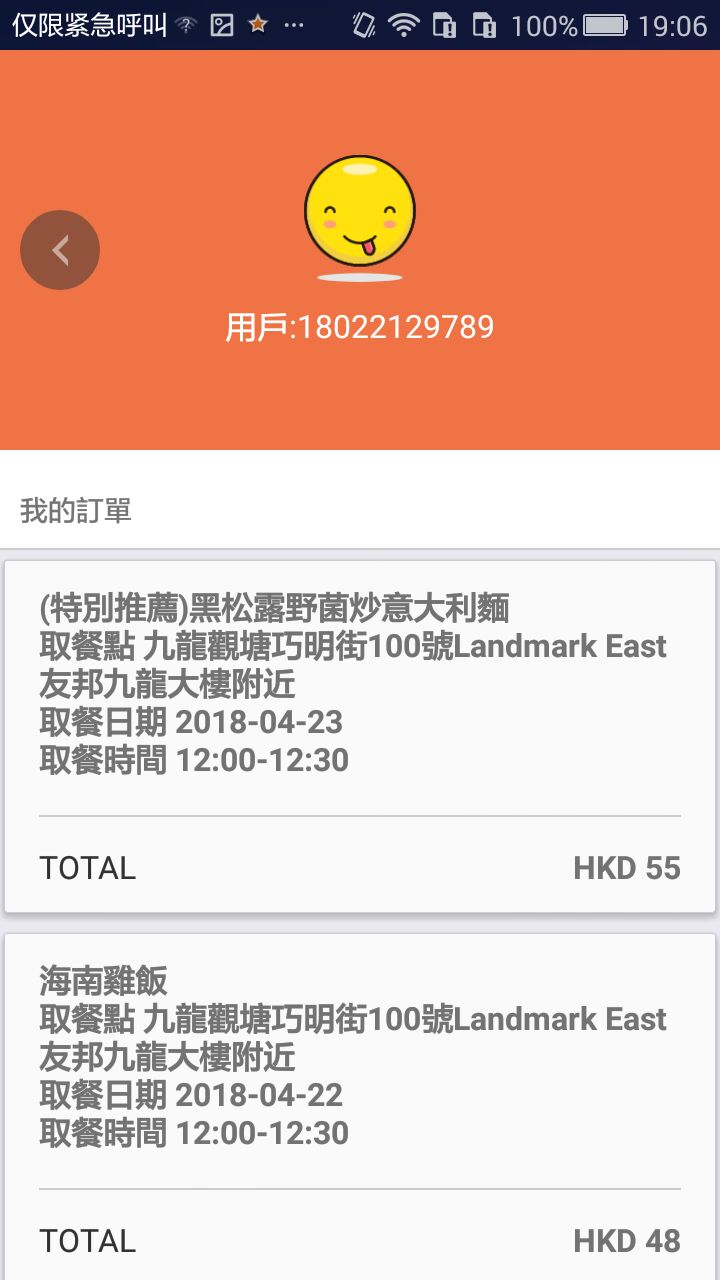 仅限紧急呼叫 100% 19:06
用戶:18022129789
我的訂單
(特別推薦)黑松露野菌炒意大利麵
取餐點 九龍觀塘巧明街100號Landmark East
友邦九龍大樓附近
取餐日期 2018-04-23
取餐時間 12:00-12:30
TOTAL HKD 55
海南雞飯
取餐點 九龍觀塘巧明街100號Landmark East
友邦九龍大樓附近
取餐日期 2018-04-22
取餐時間 12:00-12:30
TOTAL HKD 48